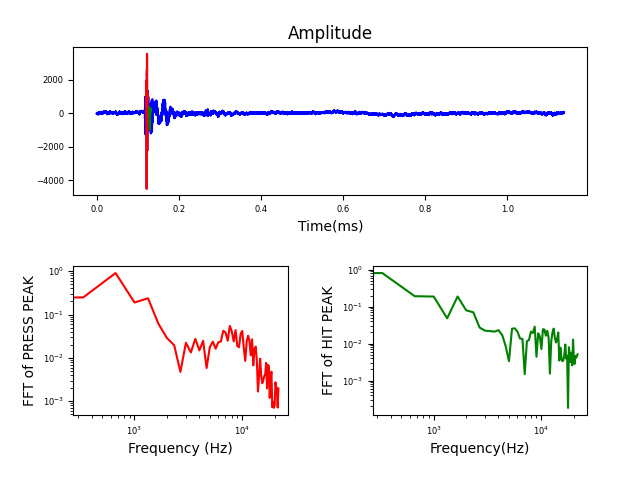 Amplitude
2000
0
−2000
−4000
0.0 0.2 0.4 0.6 0.8 1.0
Time(ms)
FFT of PRESS PEAK
10⁰
10⁻¹
10⁻²
10⁻³
10³ 10⁴
Frequency (Hz)
FFT of HIT PEAK
10⁰
10⁻¹
10⁻²
10⁻³
10³ 10⁴
Frequency(Hz)